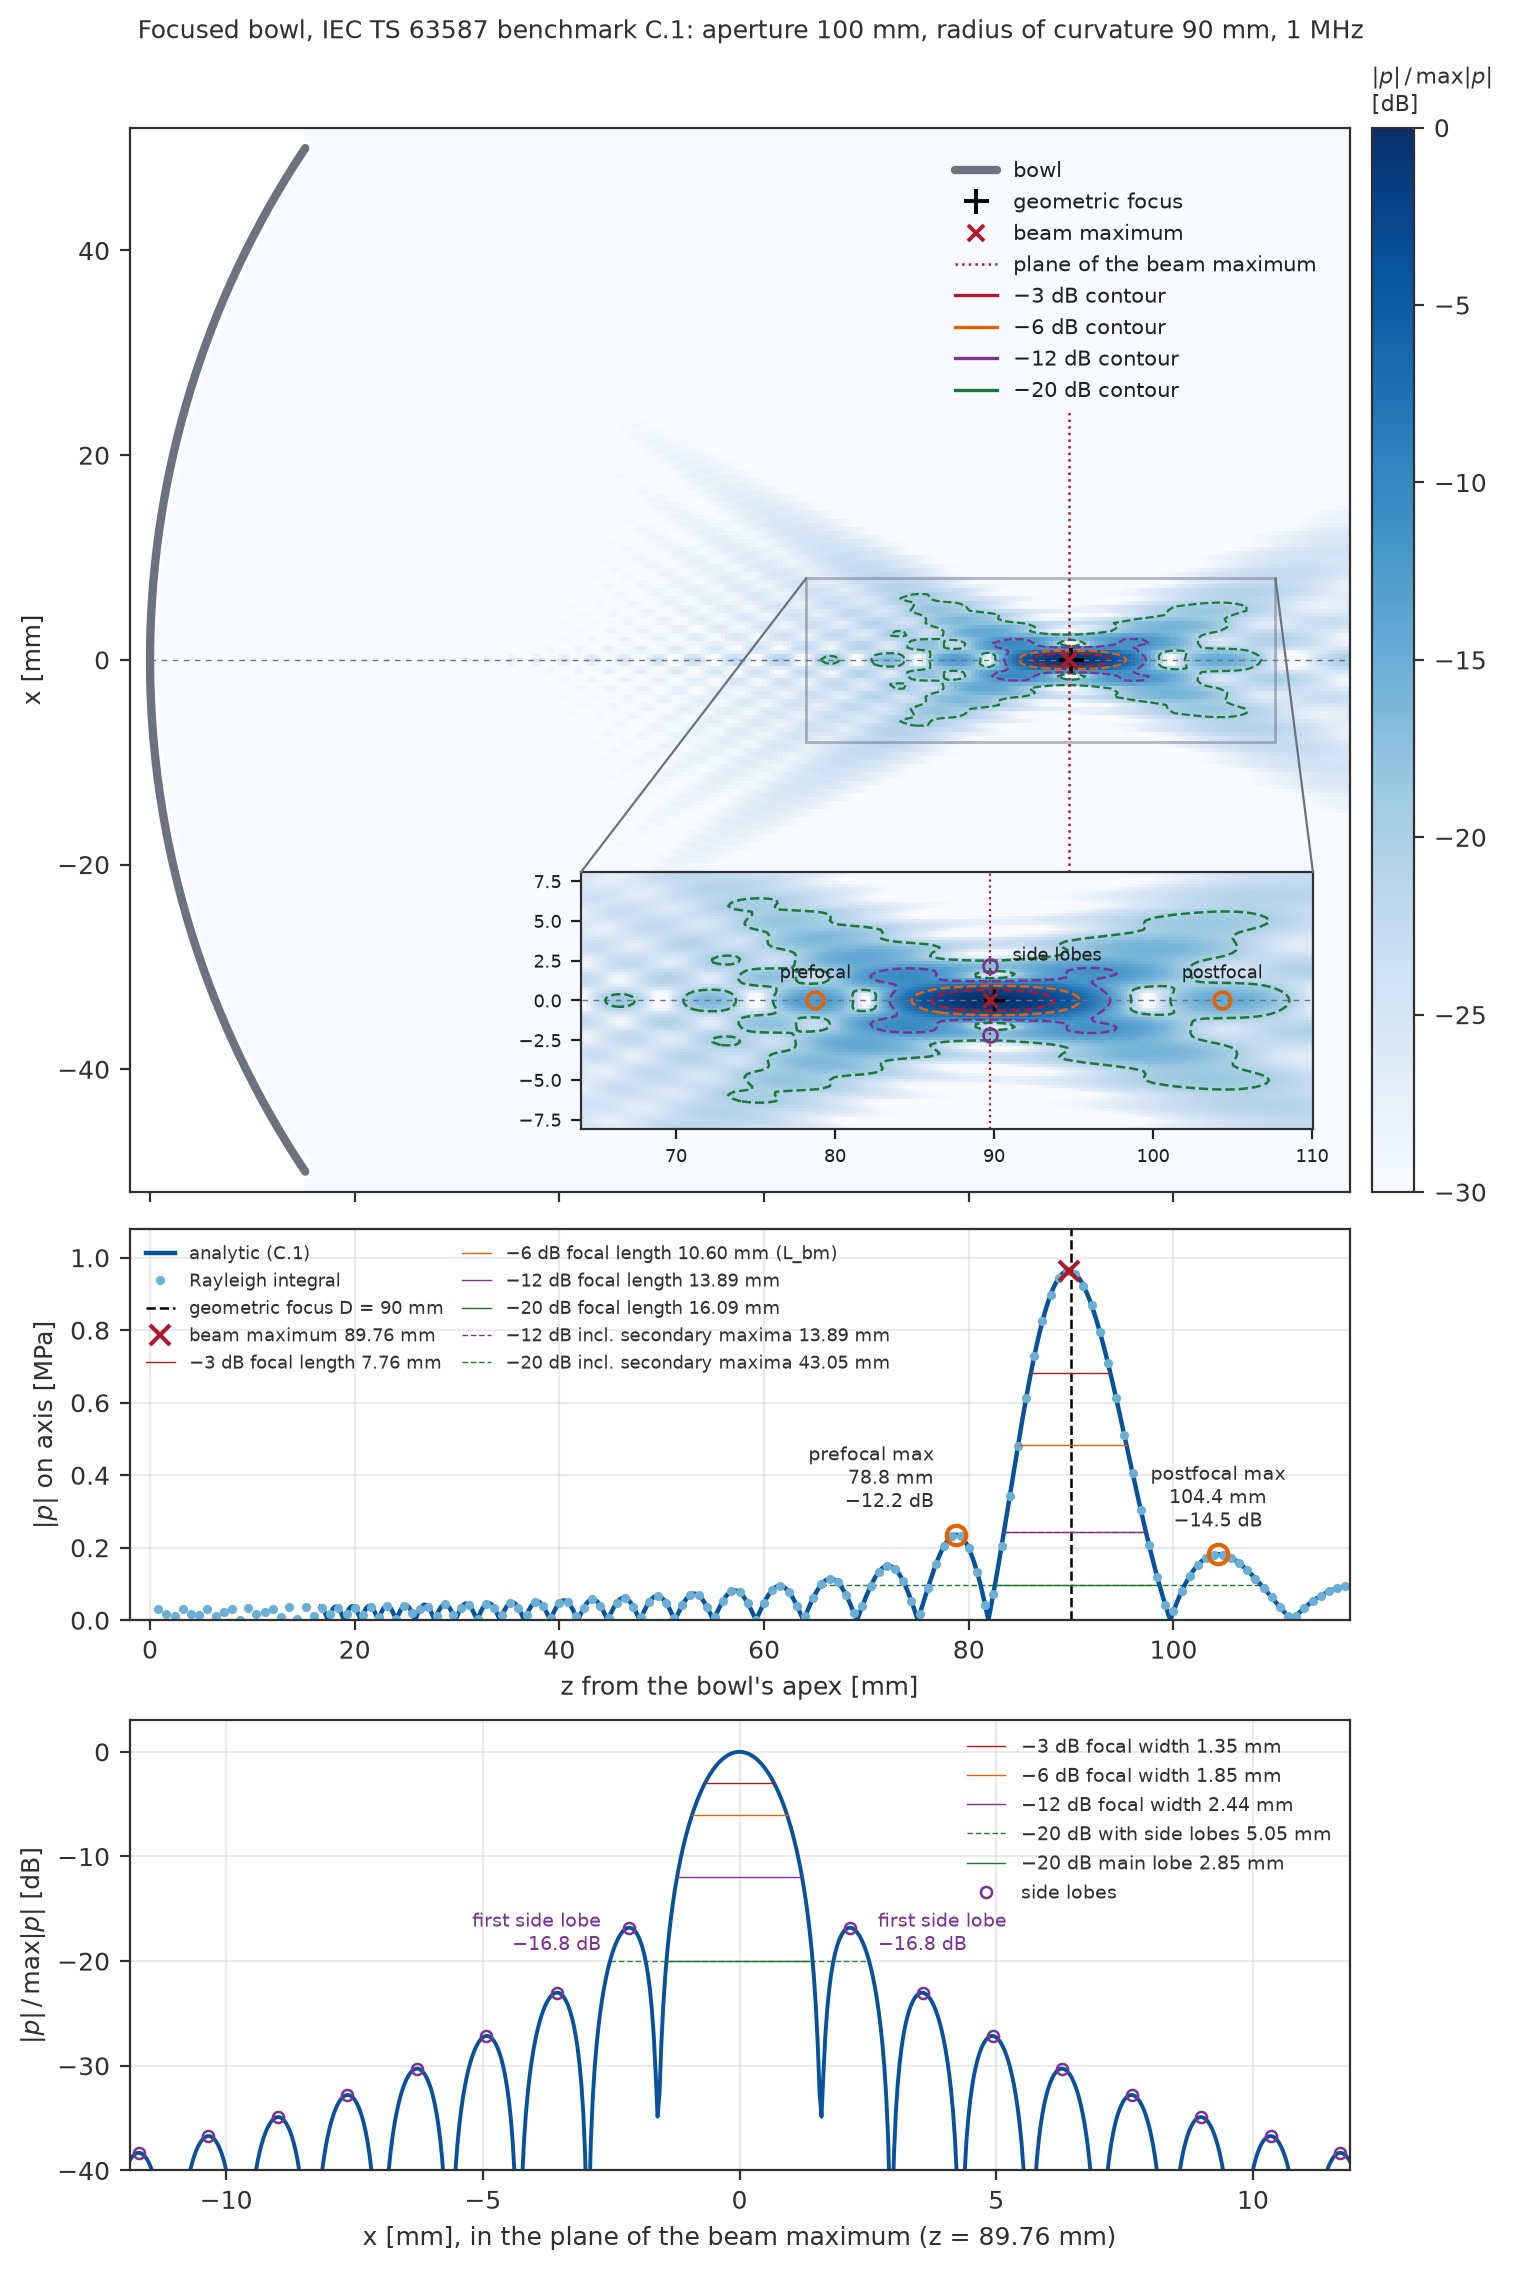 Focused bowl, IEC TS 63587 benchmark C.1: aperture 100 mm, radius of curvature 90 mm, 1 MHz
|p| / max|p|
[dB]
0
−5
−10
−15
−20
−25
−30
bowl
geometric focus
beam maximum
plane of the beam maximum
−3 dB contour
−6 dB contour
−12 dB contour
−20 dB contour
x [mm]
40
20
0
−20
−40
7.5
5.0
2.5
0.0
−2.5
−5.0
−7.5
side lobes
prefocal
postfocal
70 80 90 100 110
|p| on axis [MPa]
1.0
0.8
0.6
0.4
0.2
0.0
analytic (C.1)
Rayleigh integral
geometric focus D = 90 mm
beam maximum 89.76 mm
−3 dB focal length 7.76 mm
−6 dB focal length 10.60 mm (L_bm)
−12 dB focal length 13.89 mm
−20 dB focal length 16.09 mm
−12 dB incl. secondary maxima 13.89 mm
−20 dB incl. secondary maxima 43.05 mm
prefocal max
78.8 mm
−12.2 dB
postfocal max
104.4 mm
−14.5 dB
0 20 40 60 80 100
z from the bowl's apex [mm]
|p| / max|p| [dB]
0
−10
−20
−30
−40
−3 dB focal width 1.35 mm
−6 dB focal width 1.85 mm
−12 dB focal width 2.44 mm
−20 dB with side lobes 5.05 mm
−20 dB main lobe 2.85 mm
side lobes
first side lobe
−16.8 dB
first side lobe
−16.8 dB
−10 −5 0 5 10
x [mm], in the plane of the beam maximum (z = 89.76 mm)